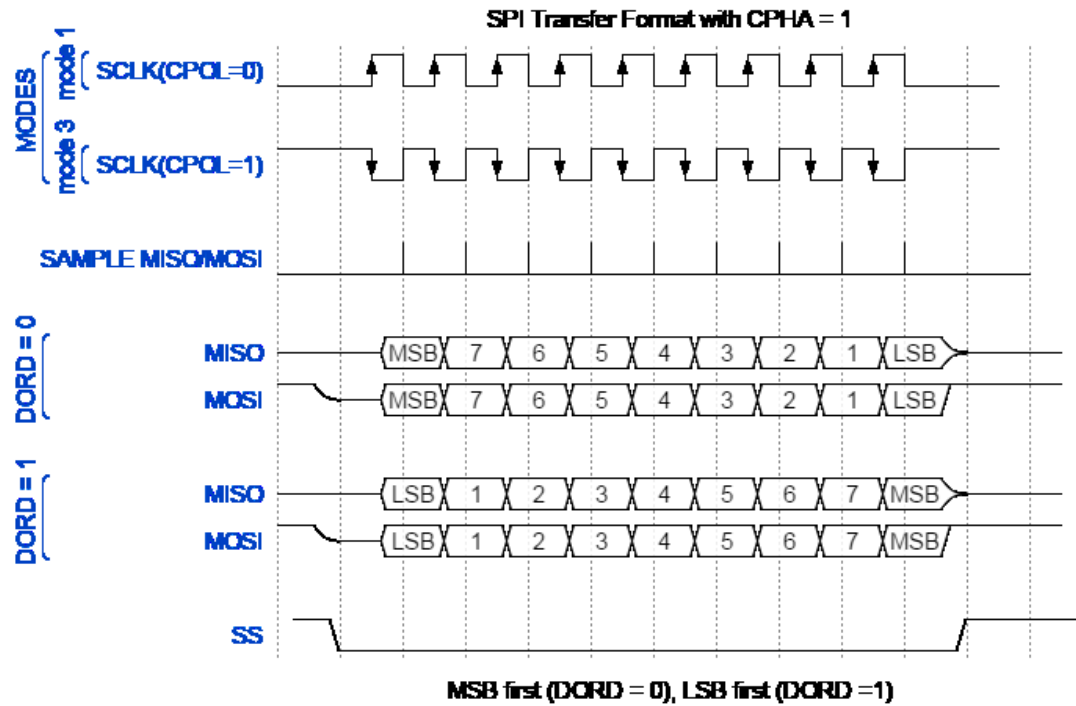 SPI Transfer Format with CPHA = 1
MODES
mode 1
SCLK(CPOL=0)
mode 3
SCLK(CPOL=1)
SAMPLE MISO/MOSI
DORD = 0
MISO
MSB 7 6 5 4 3 2 1 LSB
MOSI
MSB 7 6 5 4 3 2 1 LSB
DORD = 1
MISO
LSB 1 2 3 4 5 6 7 MSB
MOSI
LSB 1 2 3 4 5 6 7 MSB
SS
MSB first (DORD = 0), LSB first (DORD =1)